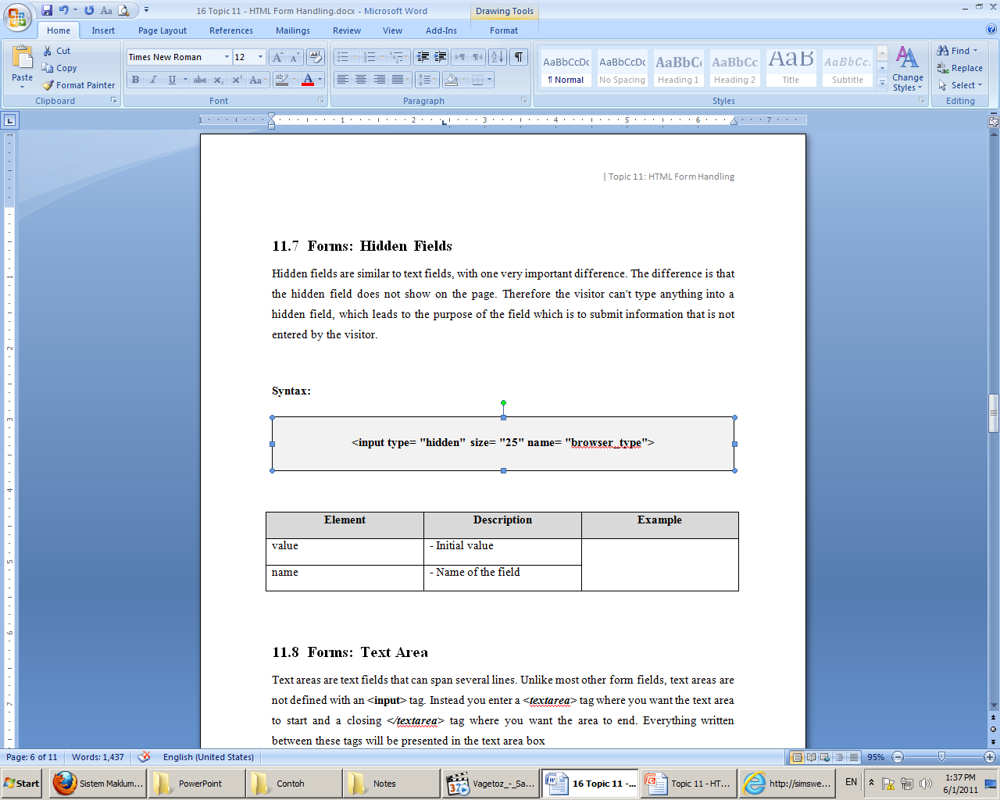 16 Topic 11 - HTML Form Handling.docx - Microsoft Word
Drawing Tools
Home Insert Page Layout References Mailings Review View Add-Ins Format
Paste
Cut
Copy
Format Painter
Clipboard
Times New Roman 12
Font
Paragraph
AaBbCcDc AaBbCcDc AaBbC AaBbCc AaB AaBbCc.
¶ Normal No Spacing Heading 1 Heading 2 Title Subtitle
Change Styles
Styles
Find
Replace
Select
Editing
1 1 2 3 4 5 6 7
| Topic 11: HTML Form Handling
11.7 Forms: Hidden Fields
Hidden fields are similar to text fields, with one very important difference. The difference is that
the hidden field does not show on the page. Therefore the visitor can't type anything into a
hidden field, which leads to the purpose of the field which is to submit information that is not
entered by the visitor.
Syntax:
<input type= "hidden" size= "25" name= "browser_type">
Element Description Example
value - Initial value
name - Name of the field
11.8 Forms: Text Area
Text areas are text fields that can span several lines. Unlike most other form fields, text areas are
not defined with an <input> tag. Instead you enter a <textarea> tag where you want the text area
to start and a closing </textarea> tag where you want the area to end. Everything written
between these tags will be presented in the text area box
Page: 6 of 11 Words: 1,437 English (United States) 95%
Start Sistem Maklum... PowerPoint Contoh Notes Vagetoz_-_Sa... 16 Topic 11 -... Topic 11 - HT... http://simswe... EN 1:37 PM
6/1/2011